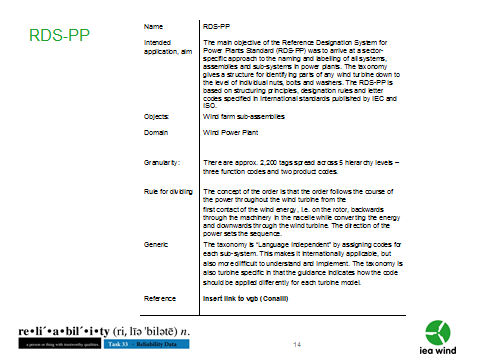 RDS-PP
Name RDS-PP
Intended application, aim
The main objective of the Reference Designation System for
Power Plants Standard (RDS-PP) was to arrive at a sector-
specific approach to the naming and labelling of all systems,
assemblies and sub-systems in power plants. The taxonomy
gives a structure for identifying parts of any wind turbine down to
the level of individual nuts, bolts and washers. The RDS-PP is
based on structuring principles, designation rules and letter
codes specified in international standards published by IEC and
ISO.
Objects: Wind farm sub-assemblies
Domain Wind Power Plant
Granularity: There are approx. 2,200 tags spread across 5 hierarchy levels –
three function codes and two product codes.
Rule for dividing The concept of the order is that the order follows the course of
the power throughout the wind turbine from the
first contact of the wind energy, i.e. on the rotor, backwards
through the machinery in the nacelle while converting the energy
and downwards through the wind turbine. The direction of the
power sets the sequence.
Generic The taxonomy is “Language Independent” by assigning codes for
each sub-system. This makes it internationally applicable, but
also more difficult to understand and implement. The taxonomy is
also turbine specific in that the guidance indicates how the code
should be applied differently for each turbine model.
Reference Insert link to vgb (Conaill)
re•li´•a•bil´•i•ty (ri, līə ˈbilətē) n.
a person or thing with trustworthy qualities Task 33 — Reliability Data
14
iea wind